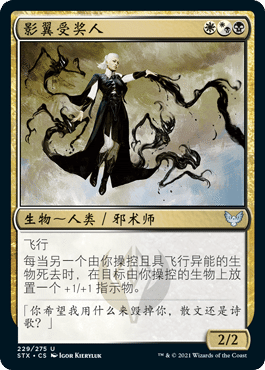 影翼受奖人
生物～人类／邪术师
飞行
每当另一个由你操控且具飞行异能的生
物死去时，在目标由你操控的生物上放
置一个 +1/+1 指示物。
「你希望我用什么来毁掉你，散文还是诗
歌？」
2/2
229/275 U
STX • CS IGOR KIERYLUK
™ & © 2021 Wizards of the Coast